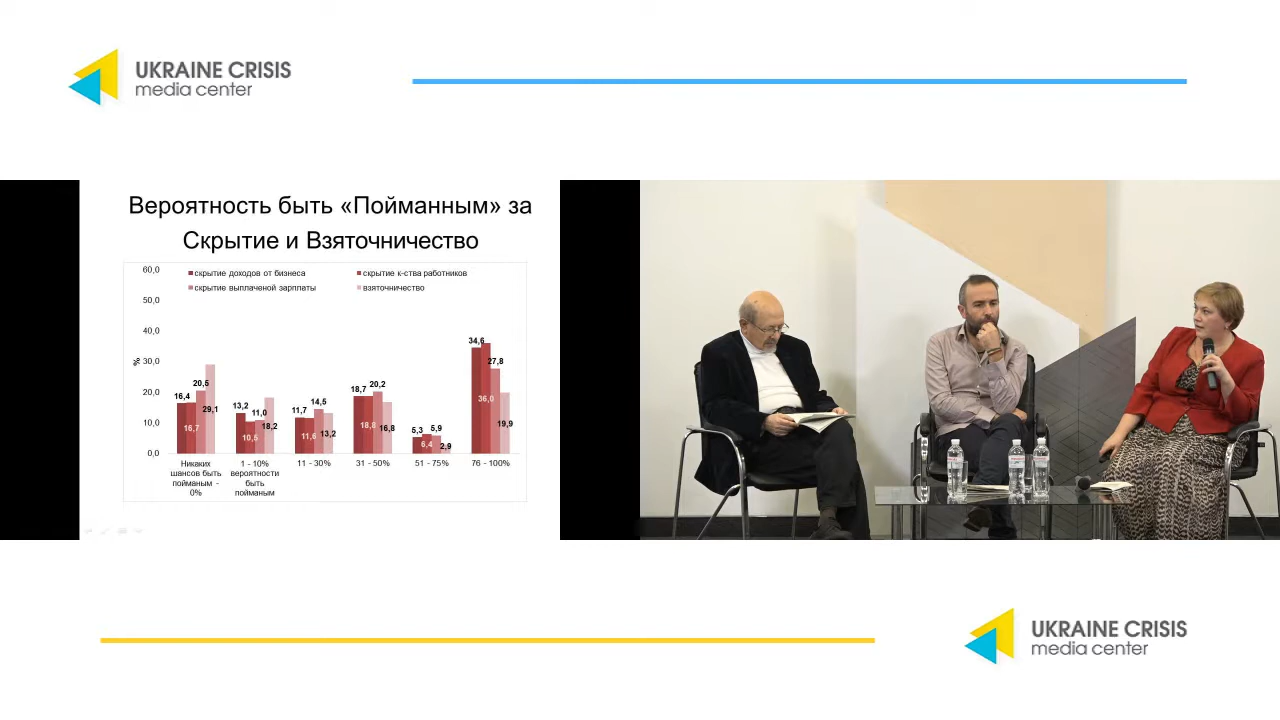 UKRAINE CRISIS
media center
Вероятность быть «Пойманным» за
Скрытие и Взяточничество
60,0
50,0
40,0
30,0
20,0
10,0
0,0
%
скрытие доходов от бизнеса
скрытие к-ства работников
скрытие выплаченой зарплаты
взяточничество
16,4
16,7
20,5
29,1
13,2
10,5
11,0
18,2
11,7
11,6
14,5
13,2
18,7
18,8
20,2
16,8
5,3
6,4
5,9
2,9
34,6
36,0
27,8
19,9
Никаких
шансов быть
пойманым -
0%
1 - 10%
вероятности
быть
пойманым
11 - 30%
31 - 50%
51 - 75%
76 - 100%
UKRAINE CRISIS
media center